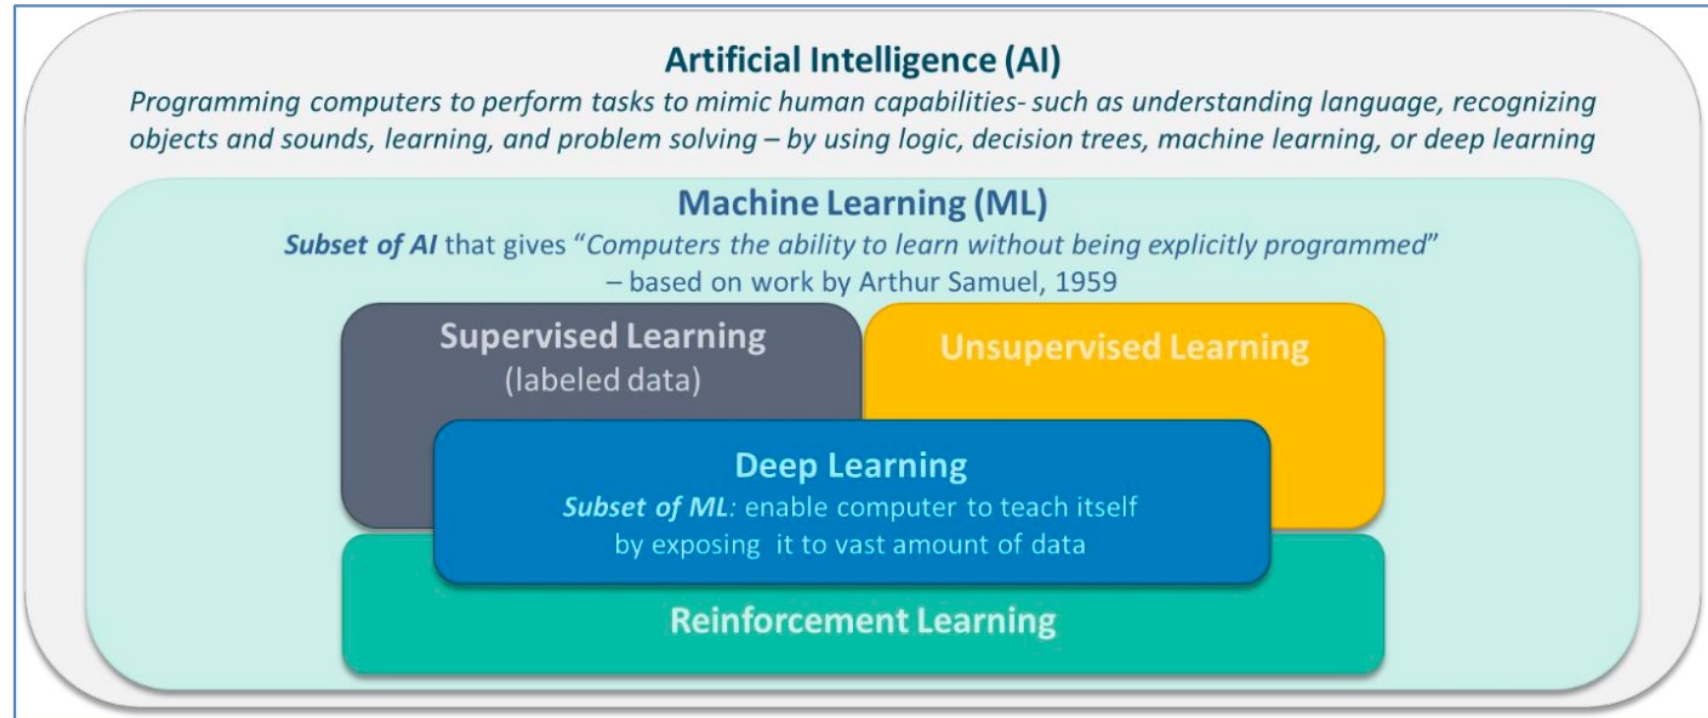 Artificial Intelligence (AI)
Programming computers to perform tasks to mimic human capabilities- such as understanding language, recognizing
objects and sounds, learning, and problem solving – by using logic, decision trees, machine learning, or deep learning
Machine Learning (ML)
Subset of AI that gives “Computers the ability to learn without being explicitly programmed”
– based on work by Arthur Samuel, 1959
Supervised Learning
(labeled data)
Unsupervised Learning
Deep Learning
Subset of ML: enable computer to teach itself
by exposing it to vast amount of data
Reinforcement Learning